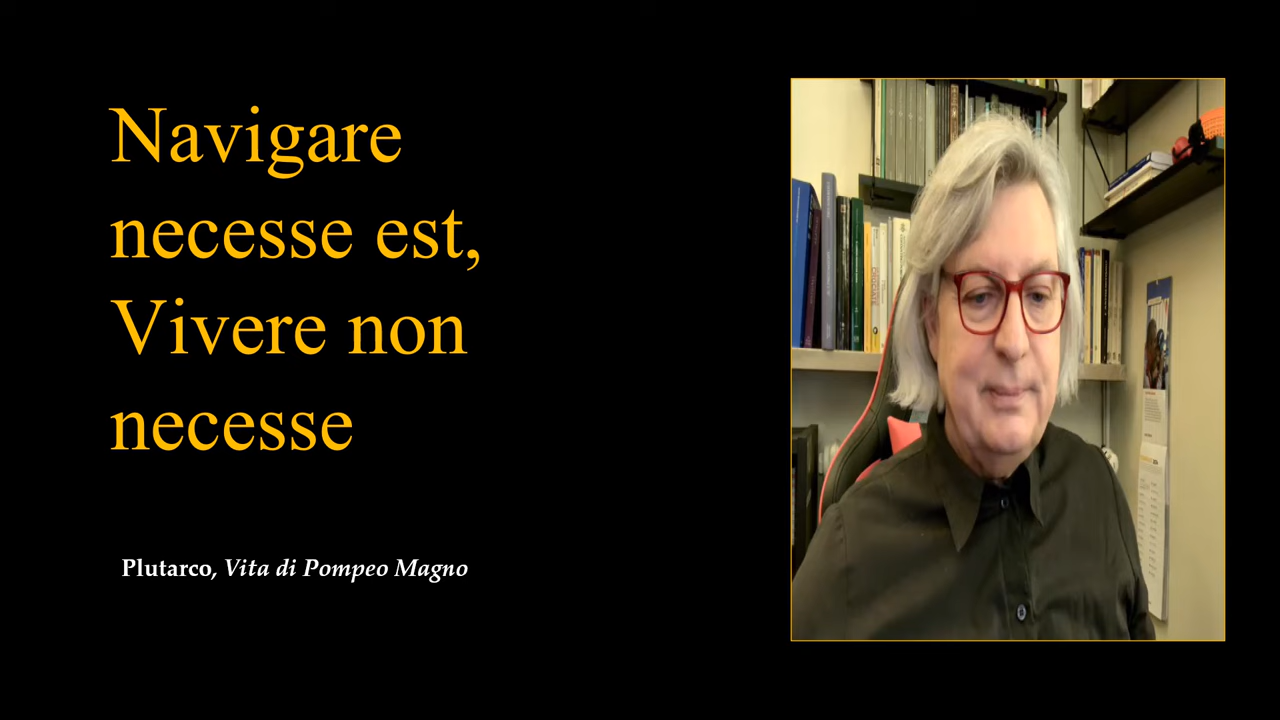 Navigare
necesse est,
Vivere non
necesse
Plutarco, Vita di Pompeo Magno